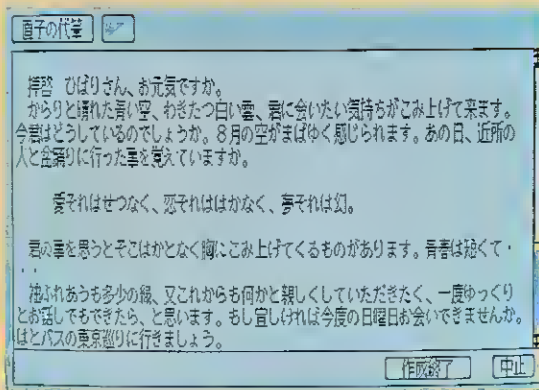 直子の代筆
拝啓 ひばりさん、お元気ですか。
からりと晴れた青い空、わきたつ白い雲、君に会いたい気持ちがこみ上げて来ます。
今君はどうしているのでしょうか。8月の空がまばゆく感じられます。あの日、近所の
人と盆踊りに行った事を覚えていますか。
愛それはせつなく、恋それははかなく、夢それは幻。
君の事を思うとそこはかとなく胸にこみ上げてくるものがあります。青春は短くて・
・・
袖ふれあうも多少の縁、又これからも何かと親しくしていただきたく、一度ゆっくり
とお話しでもできたら、と思います。もし宜しければ今度の日曜日お会いできませんか。
はとバスの東京巡りに行きましょう。
作成終了 中止